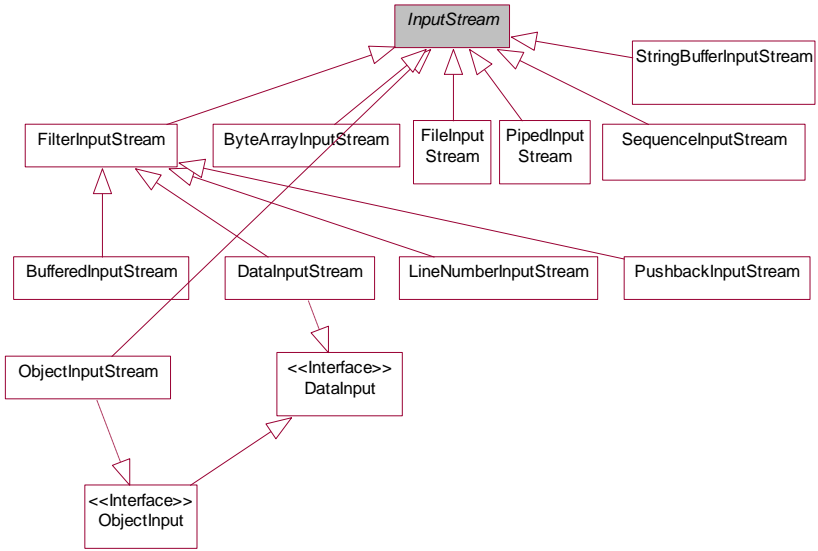 InputStream
StringBufferInputStream
FilterInputStream
ByteArrayInputStream
FileInput
Stream
PipedInput
Stream
SequenceInputStream
BufferedInputStream
DataInputStream
LineNumberInputStream
PushbackInputStream
ObjectInputStream
<<Interface>>
DataInput
<<Interface>>
ObjectInput